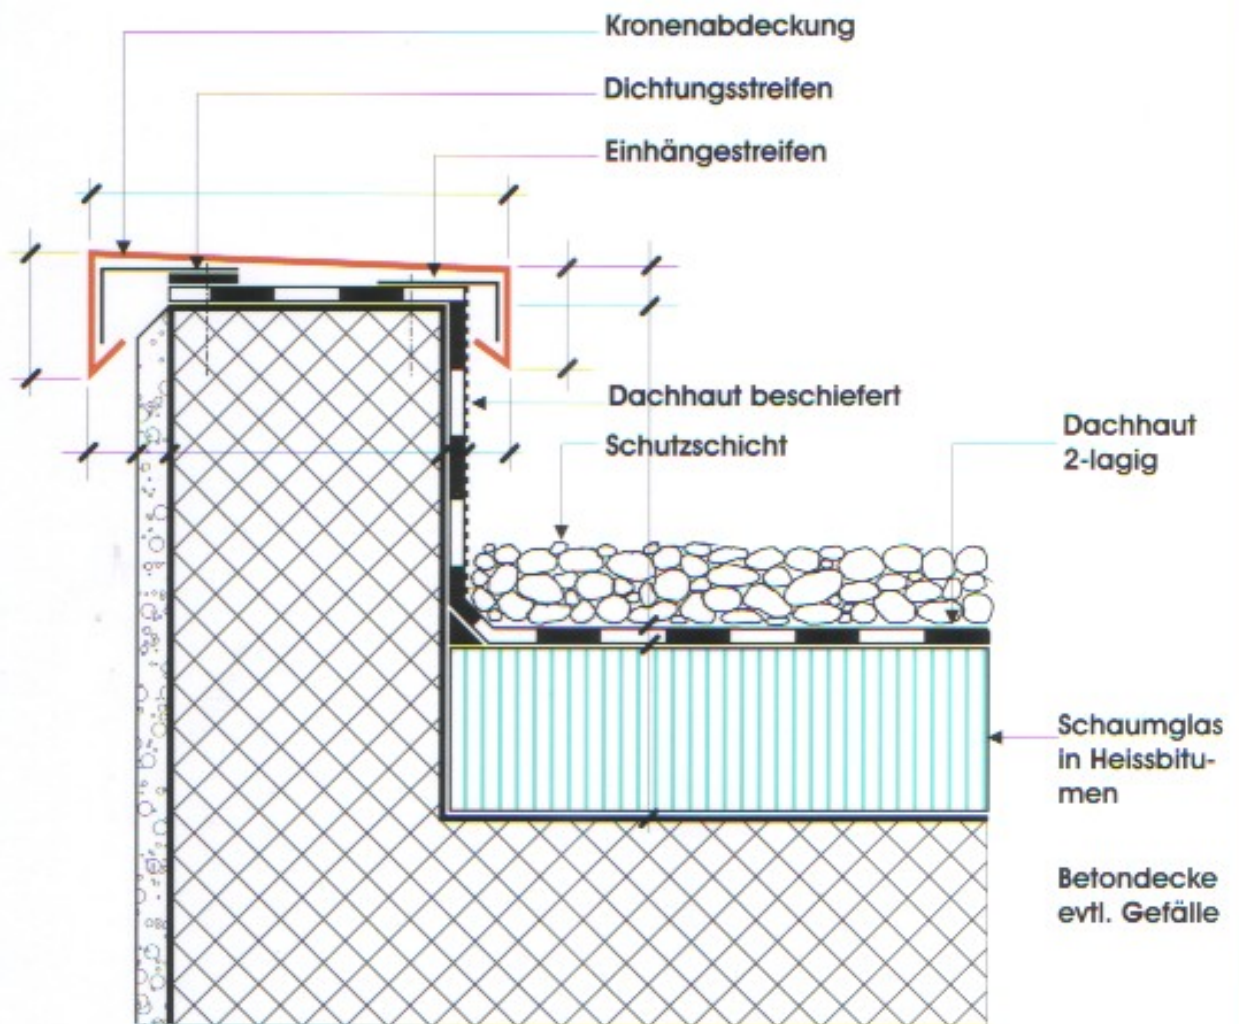 Kronenabdeckung
Dichtungsstreifen
Einhängestreifen
Dachhaut beschiefert
Schutzschicht
Dachhaut
2-lagig
Schaumglas
in Heissbitu-
men
Betondecke
evtl. Gefälle